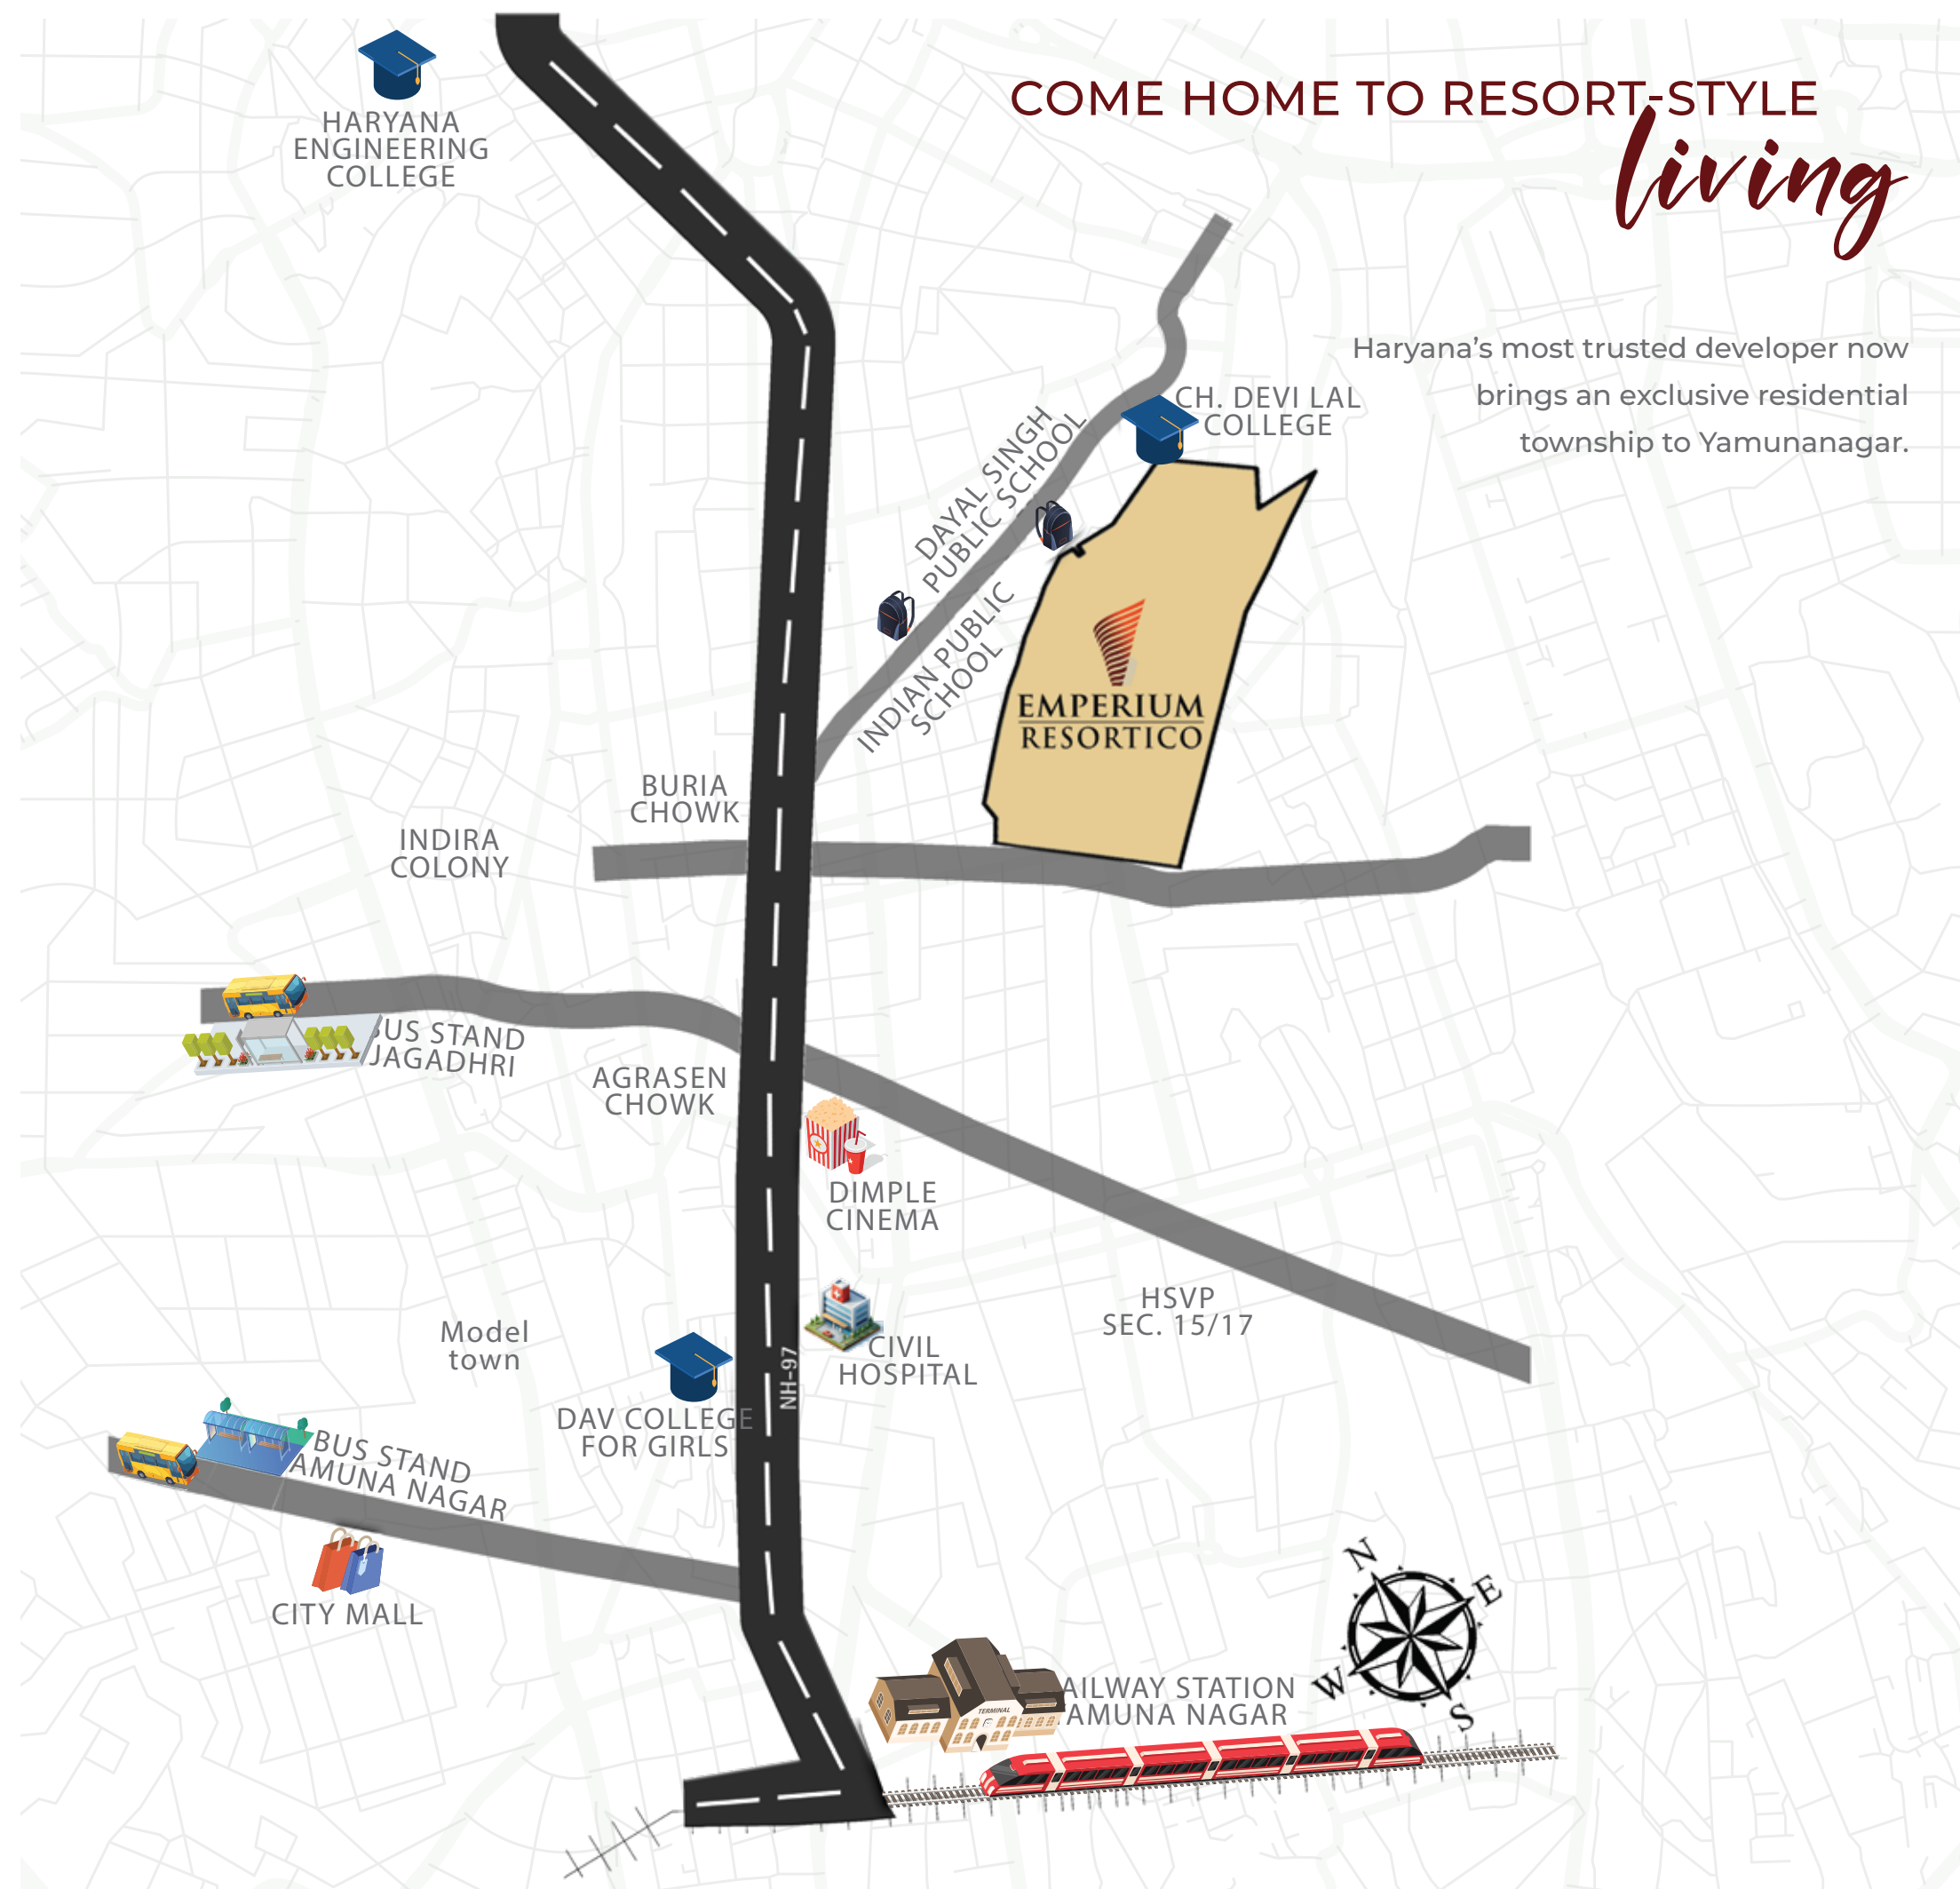 HARYANA
ENGINEERING
COLLEGE
COME HOME TO RESORT-STYLE
living
Haryana’s most trusted developer now
brings an exclusive residential
township to Yamunanagar.
CH. DEVI LAL
COLLEGE
DAYAL SINGH
PUBLIC SCHOOL
INDIAN PUBLIC
SCHOOL
EMPERIUM
RESORTICO
BURIA
CHOWK
INDIRA
COLONY
BUS STAND
JAGADHRI
AGRASEN
CHOWK
DIMPLE
CINEMA
HSVP
SEC. 15/17
Model
town
CIVIL
HOSPITAL
NH-97
DAV COLLEGE
FOR GIRLS
BUS STAND
AMUNA NAGAR
CITY MALL
N
E
W
S
AILWAY STATION
AMUNA NAGAR
TERMINAL